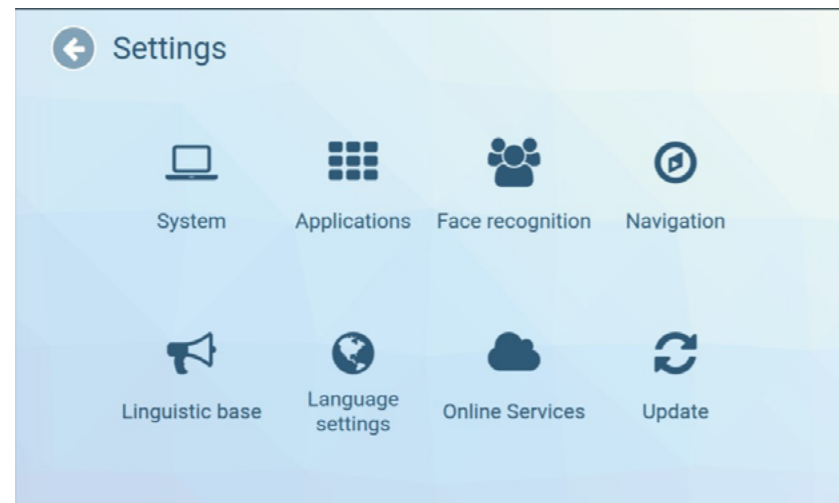 Settings
System
Applications
Face recognition
Navigation
Linguistic base
Language
settings
Online Services
Update